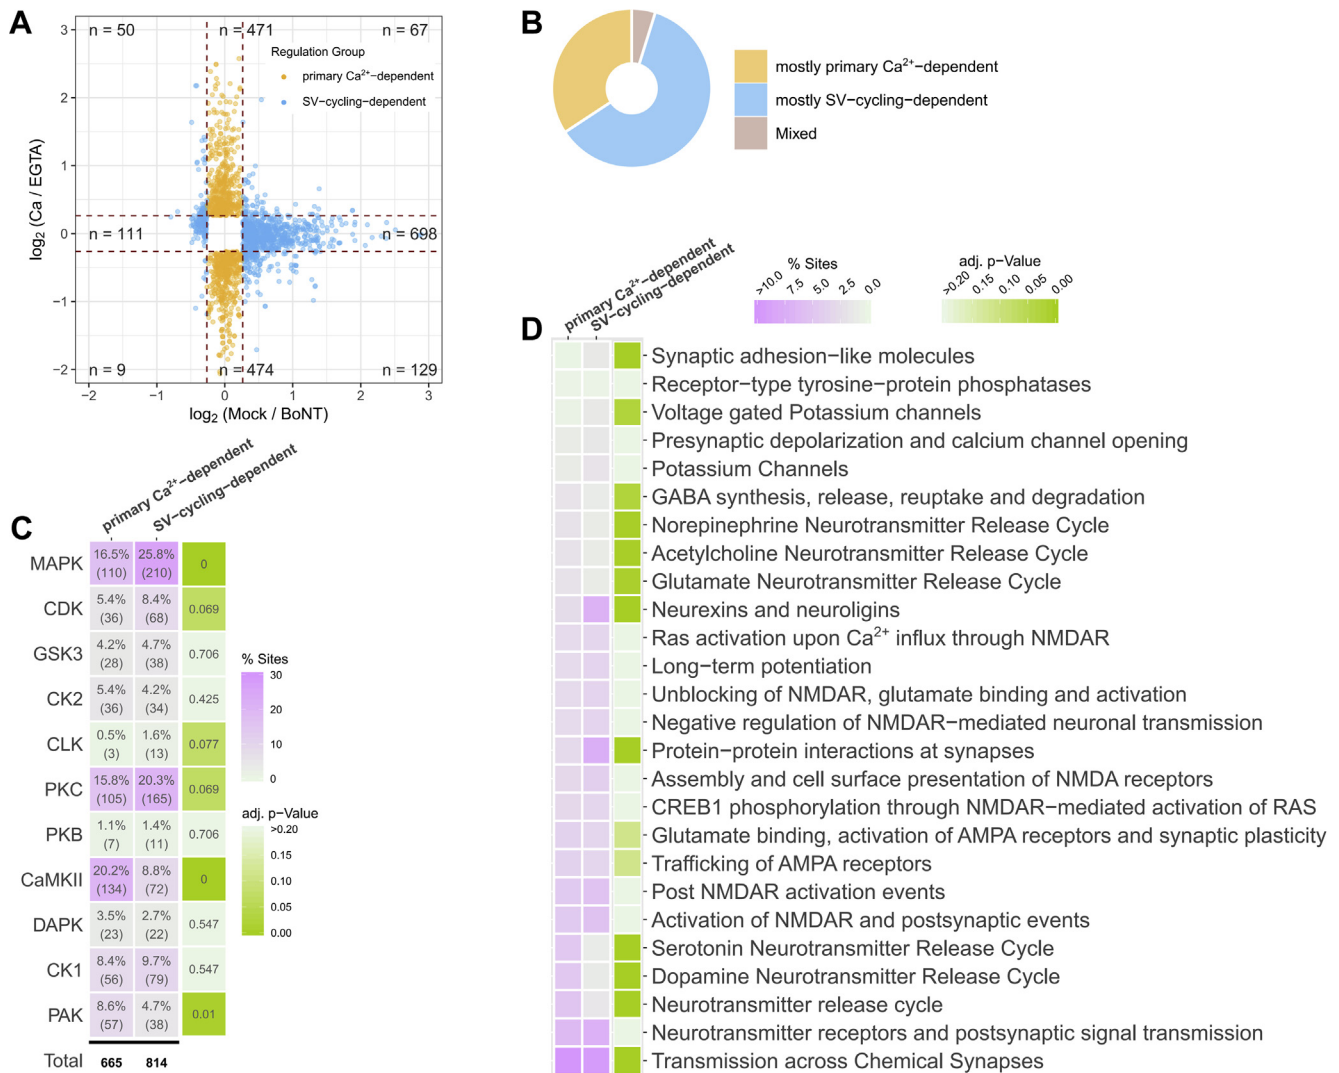 A
n = 50
n = 471
n = 67
Regulation Group
primary Ca2+−dependent
SV−cycling−dependent
n = 111
n = 698
n = 9
n = 474
n = 129
3
2
1
0
−1
−2
−2
−1
0
1
2
3
log2 (Ca / EGTA)
log2 (Mock / BoNT)
B
mostly primary Ca2+−dependent
mostly SV−cycling−dependent
Mixed
C
primary Ca2+−dependent
SV−cycling−dependent
MAPK 16.5% (110) 25.8% (210) 0
CDK 5.4% (36) 8.4% (68) 0.069
GSK3 4.2% (28) 4.7% (38) 0.706
CK2 5.4% (36) 4.2% (34) 0.425
CLK 0.5% (3) 1.6% (13) 0.077
PKC 15.8% (105) 20.3% (165) 0.069
PKB 1.1% (7) 1.4% (11) 0.706
CaMKII 20.2% (134) 8.8% (72) 0
DAPK 3.5% (23) 2.7% (22) 0.547
CK1 8.4% (56) 9.7% (79) 0.547
PAK 8.6% (57) 4.7% (38) 0.01
Total 665 814
% Sites
30
20
10
0
adj. p−Value
>0.20
0.15
0.10
0.05
0.00
D
primary Ca2+−dependent
SV−cycling−dependent
% Sites
>10.0 7.5 5.0 2.5 0.0
adj. p−Value
>0.20 0.15 0.10 0.05 0.00
Synaptic adhesion−like molecules
Receptor−type tyrosine−protein phosphatases
Voltage gated Potassium channels
Presynaptic depolarization and calcium channel opening
Potassium Channels
GABA synthesis, release, reuptake and degradation
Norepinephrine Neurotransmitter Release Cycle
Acetylcholine Neurotransmitter Release Cycle
Glutamate Neurotransmitter Release Cycle
Neurexins and neuroligins
Ras activation upon Ca2+ influx through NMDAR
Long−term potentiation
Unblocking of NMDAR, glutamate binding and activation
Negative regulation of NMDAR−mediated neuronal transmission
Protein−protein interactions at synapses
Assembly and cell surface presentation of NMDA receptors
CREB1 phosphorylation through NMDAR−mediated activation of RAS
Glutamate binding, activation of AMPA receptors and synaptic plasticity
Trafficking of AMPA receptors
Post NMDAR activation events
Activation of NMDAR and postsynaptic events
Serotonin Neurotransmitter Release Cycle
Dopamine Neurotransmitter Release Cycle
Neurotransmitter release cycle
Neurotransmitter receptors and postsynaptic signal transmission
Transmission across Chemical Synapses